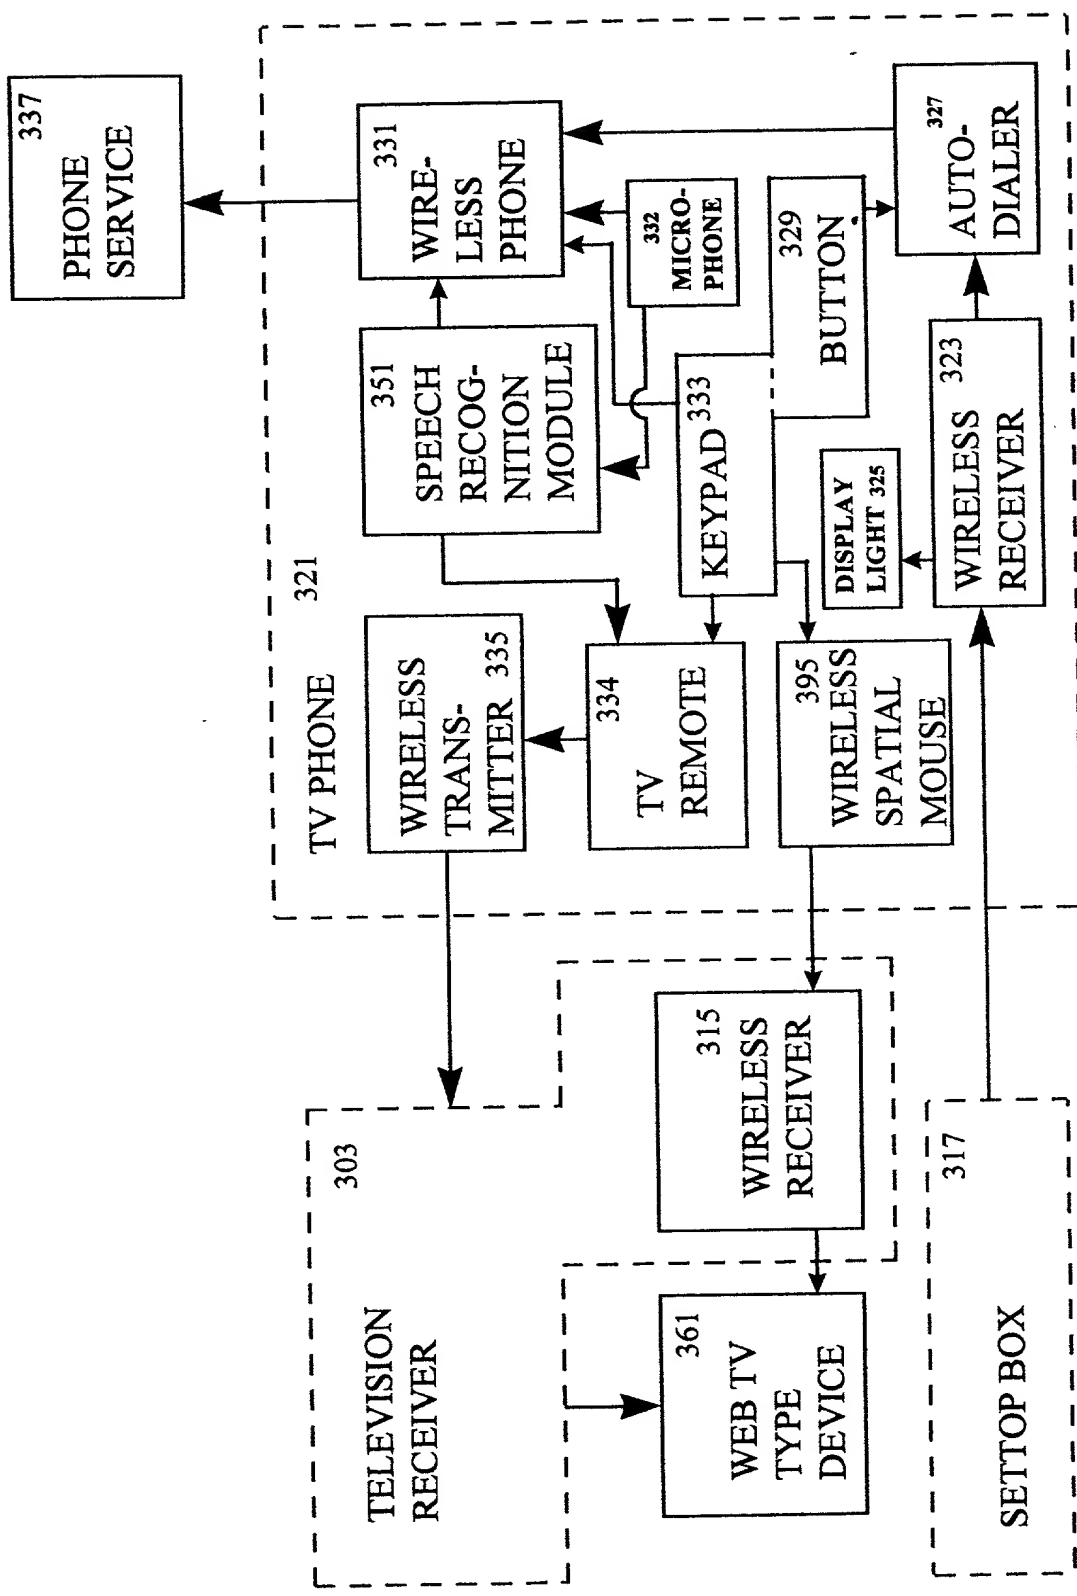 337
PHONE
SERVICE
TV PHONE
321
331
WIRE-
LESS
PHONE
351
SPEECH
RECOG-
NITION
MODULE
332
MICRO-
PHONE
WIRELESS
TRANS-
MITTER 335
334
TV
REMOTE
KEYPAD 333
329
BUTTON
327
AUTO-
DIALER
DISPLAY
LIGHT 325
323
WIRELESS
RECEIVER
395
WIRELESS
SPATIAL
MOUSE
303
TELEVISION
RECEIVER
315
WIRELESS
RECEIVER
361
WEB TV
TYPE
DEVICE
317
SETTOP BOX